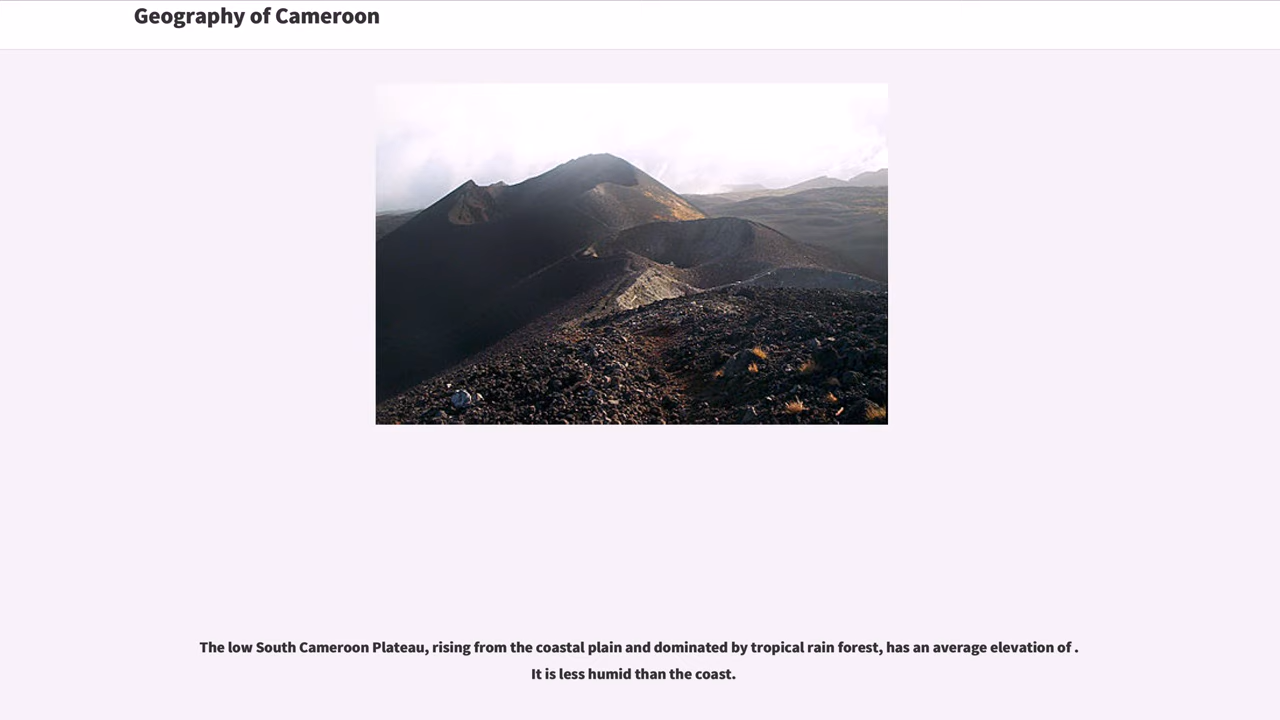 Geography of Cameroon
The low South Cameroon Plateau, rising from the coastal plain and dominated by tropical rain forest, has an average elevation of .
It is less humid than the coast.